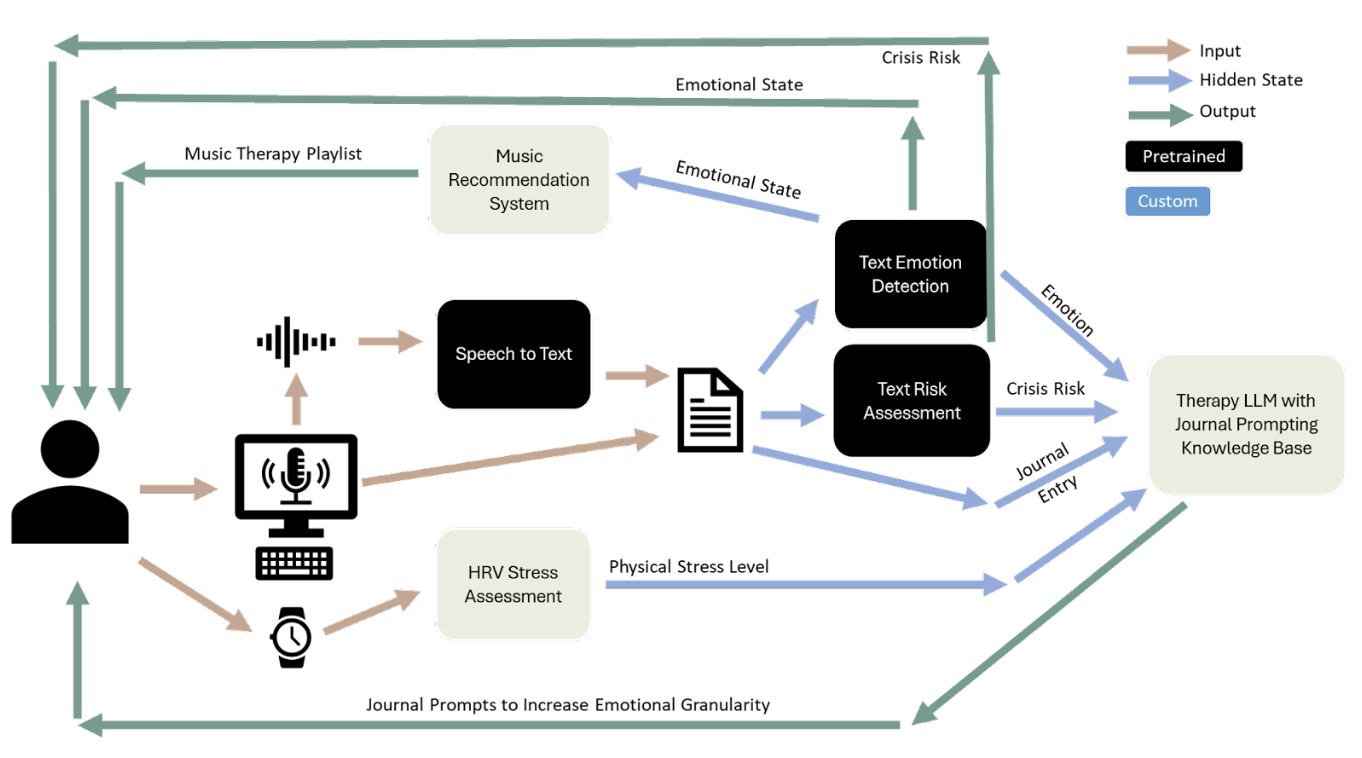 Crisis Risk
Input
Hidden State
Output
Emotional State
Pretrained
Custom
Music Therapy Playlist
Music
Recommendation
System
Emotional State
Text Emotion
Detection
Emotion
Speech to Text
Text Risk
Assessment
Crisis Risk
Therapy LLM with
Journal Prompting
Knowledge Base
Journal
Entry
HRV Stress
Assessment
Physical Stress Level
Journal Prompts to Increase Emotional Granularity